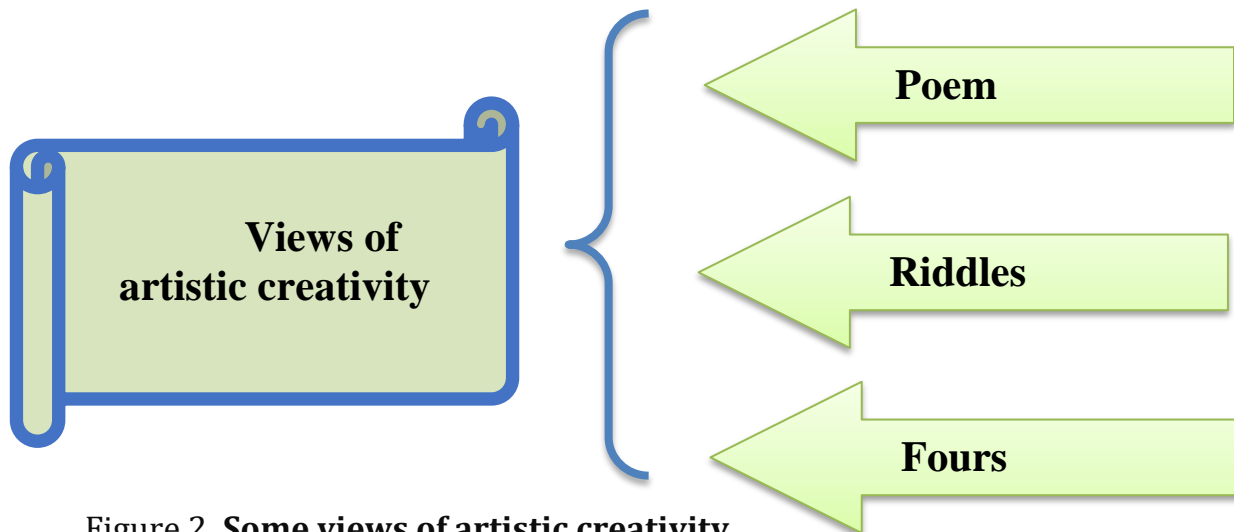 Views of
artistic creativity
Poem
Riddles
Fours
Figure 2. Some views of artistic creativity